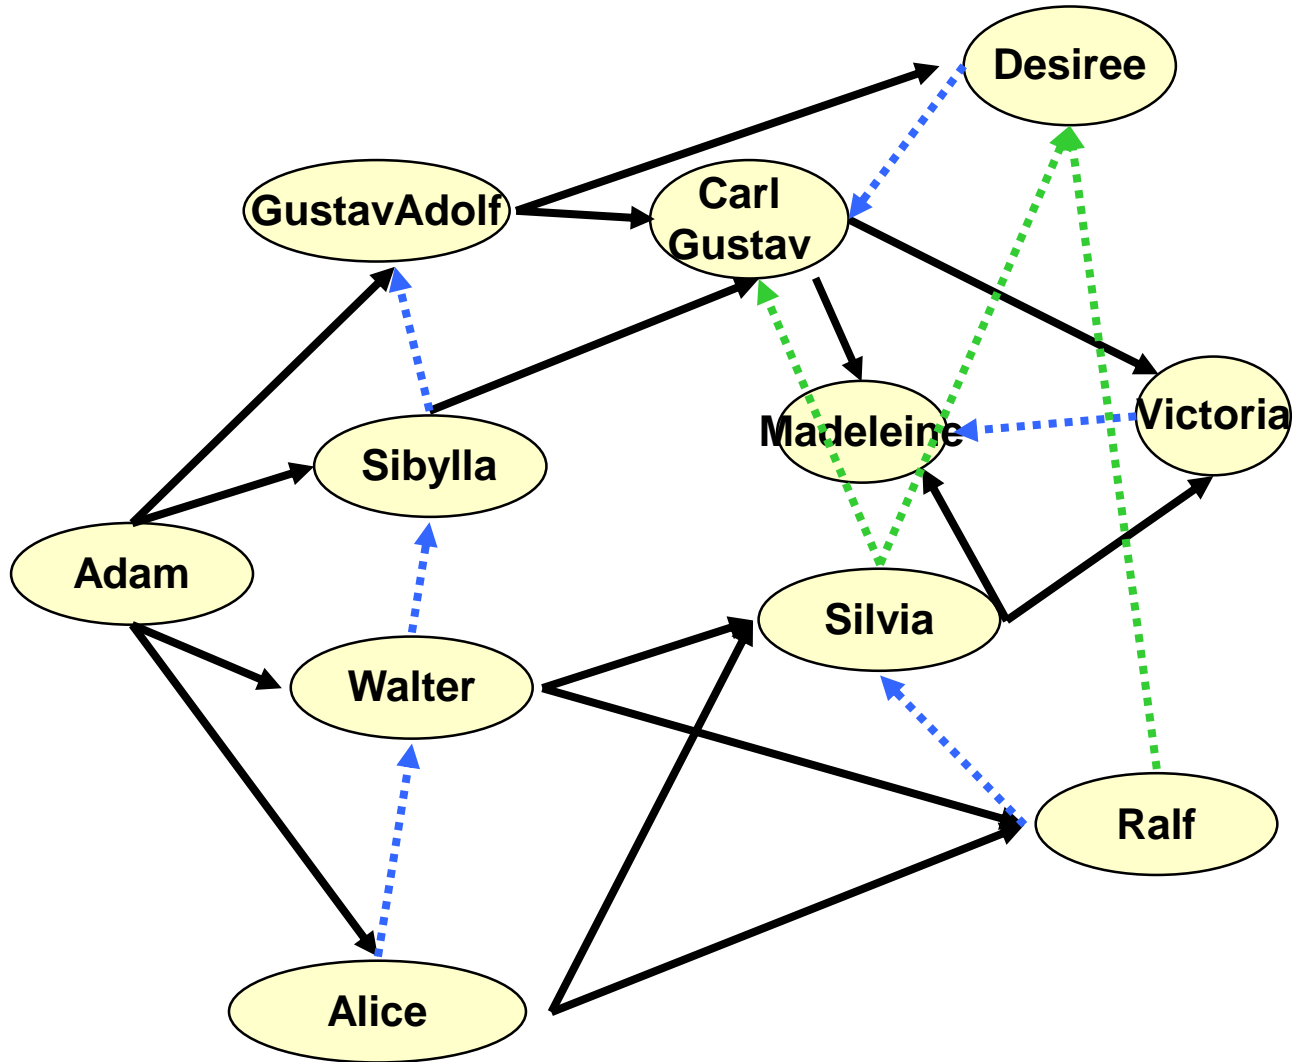 Desiree
GustavAdolf
Carl
Gustav
Madeleine
Victoria
Sibylla
Adam
Silvia
Walter
Ralf
Alice